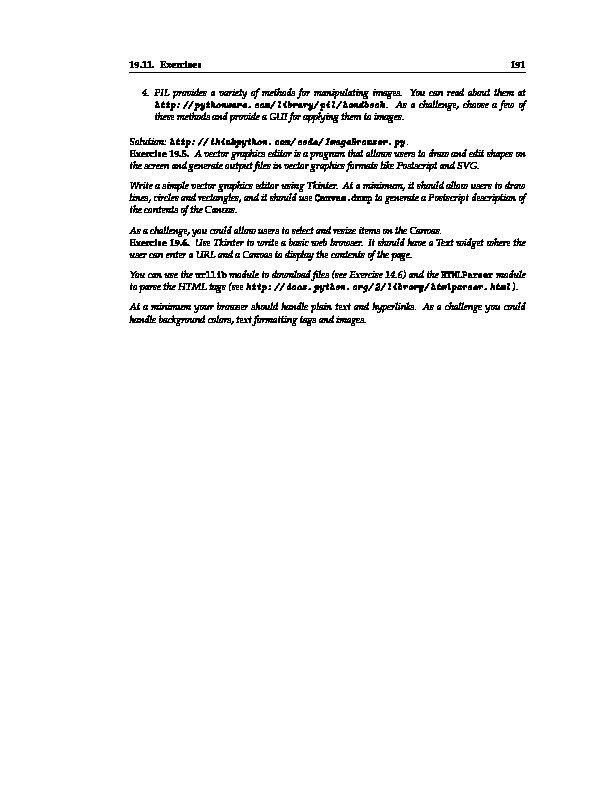 19.11. Exercises 191
4. PIL provides a variety of methods for manipulating images. You can read about them at
http://pythonware.com/library/pil/handbook. As a challenge, choose a few of
these methods and provide a GUI for applying them to images.
Solution: http://thinkpython.com/code/ImageBrowser.py.
Exercise 19.5. A vector graphics editor is a program that allows users to draw and edit shapes on
the screen and generate output files in vector graphics formats like Postscript and SVG.
Write a simple vector graphics editor using Tkinter. At a minimum, it should allow users to draw
lines, circles and rectangles, and it should use Canvas.dump to generate a Postscript description of
the contents of the Canvas.
As a challenge, you could allow users to select and resize items on the Canvas.
Exercise 19.6. Use Tkinter to write a basic web browser. It should have a Text widget where the
user can enter a URL and a Canvas to display the contents of the page.
You can use the urllib module to download files (see Exercise 14.6) and the HTMLParser module
to parse the HTML tags (see http://docs.python.org/2/library/htmlparser.html).
At a minimum your browser should handle plain text and hyperlinks. As a challenge you could
handle background colors, text formatting tags and images.